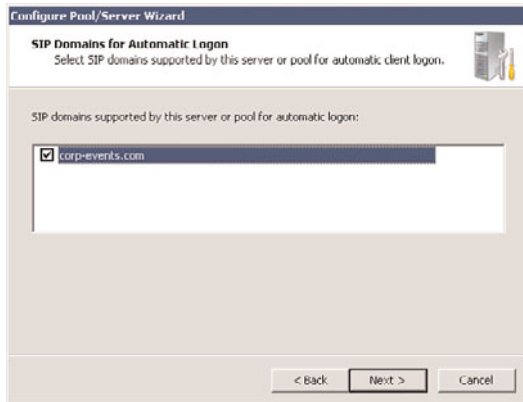 Configure Pool/Server Wizard
SIP Domains for Automatic Logon
Select SIP domains supported by this server or pool for automatic client logon.
SIP domains supported by this server or pool for automatic logon:
corp-events.com
< Back
Next >
Cancel